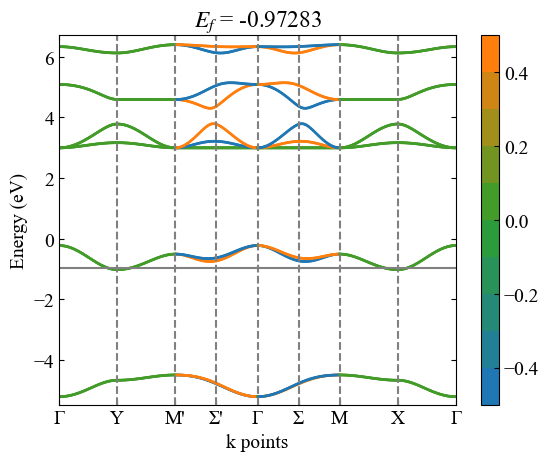 E_f = -0.97283
6
4
2
0
−2
−4
Energy (eV)
Γ Y M' Σ' Γ Σ M X Γ
k points
0.4
0.2
0.0
−0.2
−0.4